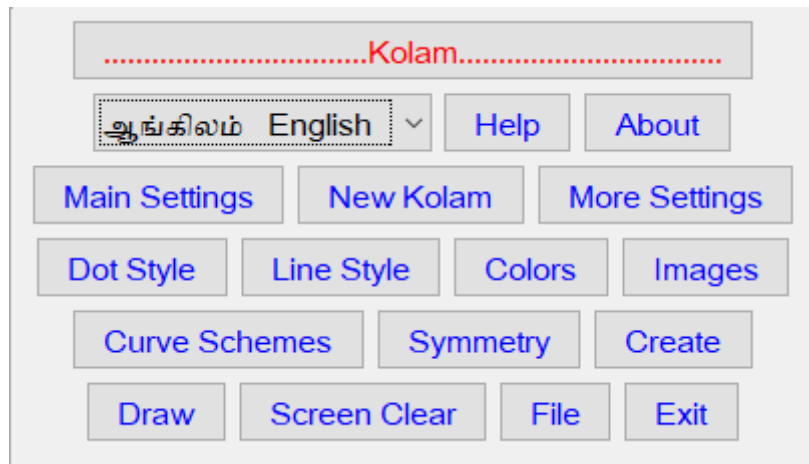 .................................Kolam.................................
ஆங்கிலம் English Help About
Main Settings New Kolam More Settings
Dot Style Line Style Colors Images
Curve Schemes Symmetry Create
Draw Screen Clear File Exit